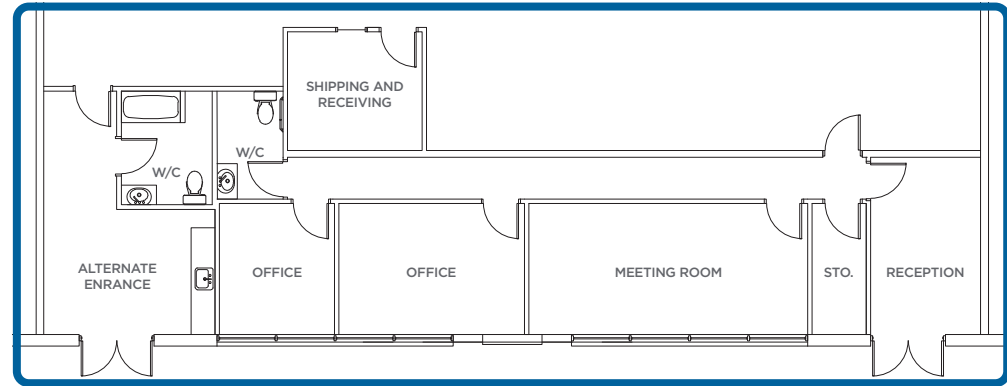 SHIPPING AND
RECEIVING
W/C
W/C
ALTERNATE
ENRANCE
OFFICE
OFFICE
MEETING ROOM
STO.
RECEPTION